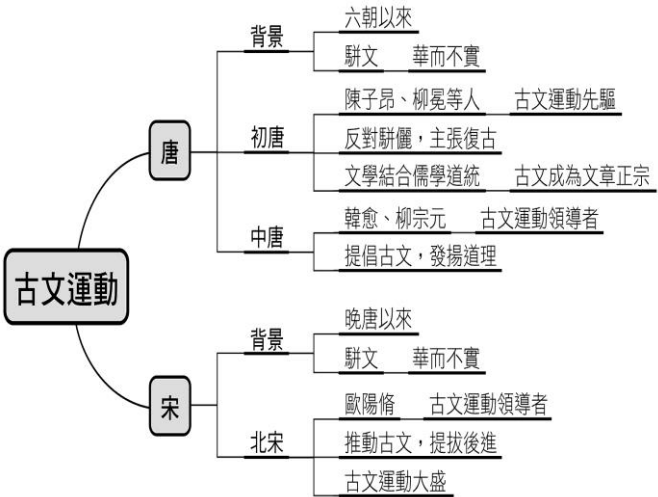 古文運動
唐
背景
六朝以來
駢文 華而不實
初唐
陳子昂、柳冕等人 古文運動先驅
反對駢儷，主張復古
文學結合儒學道統 古文成為文章正宗
中唐
韓愈、柳宗元 古文運動領導者
提倡古文，發揚道理
宋
背景
晚唐以來
駢文 華而不實
北宋
歐陽脩 古文運動領導者
推動古文，提拔後進
古文運動大盛